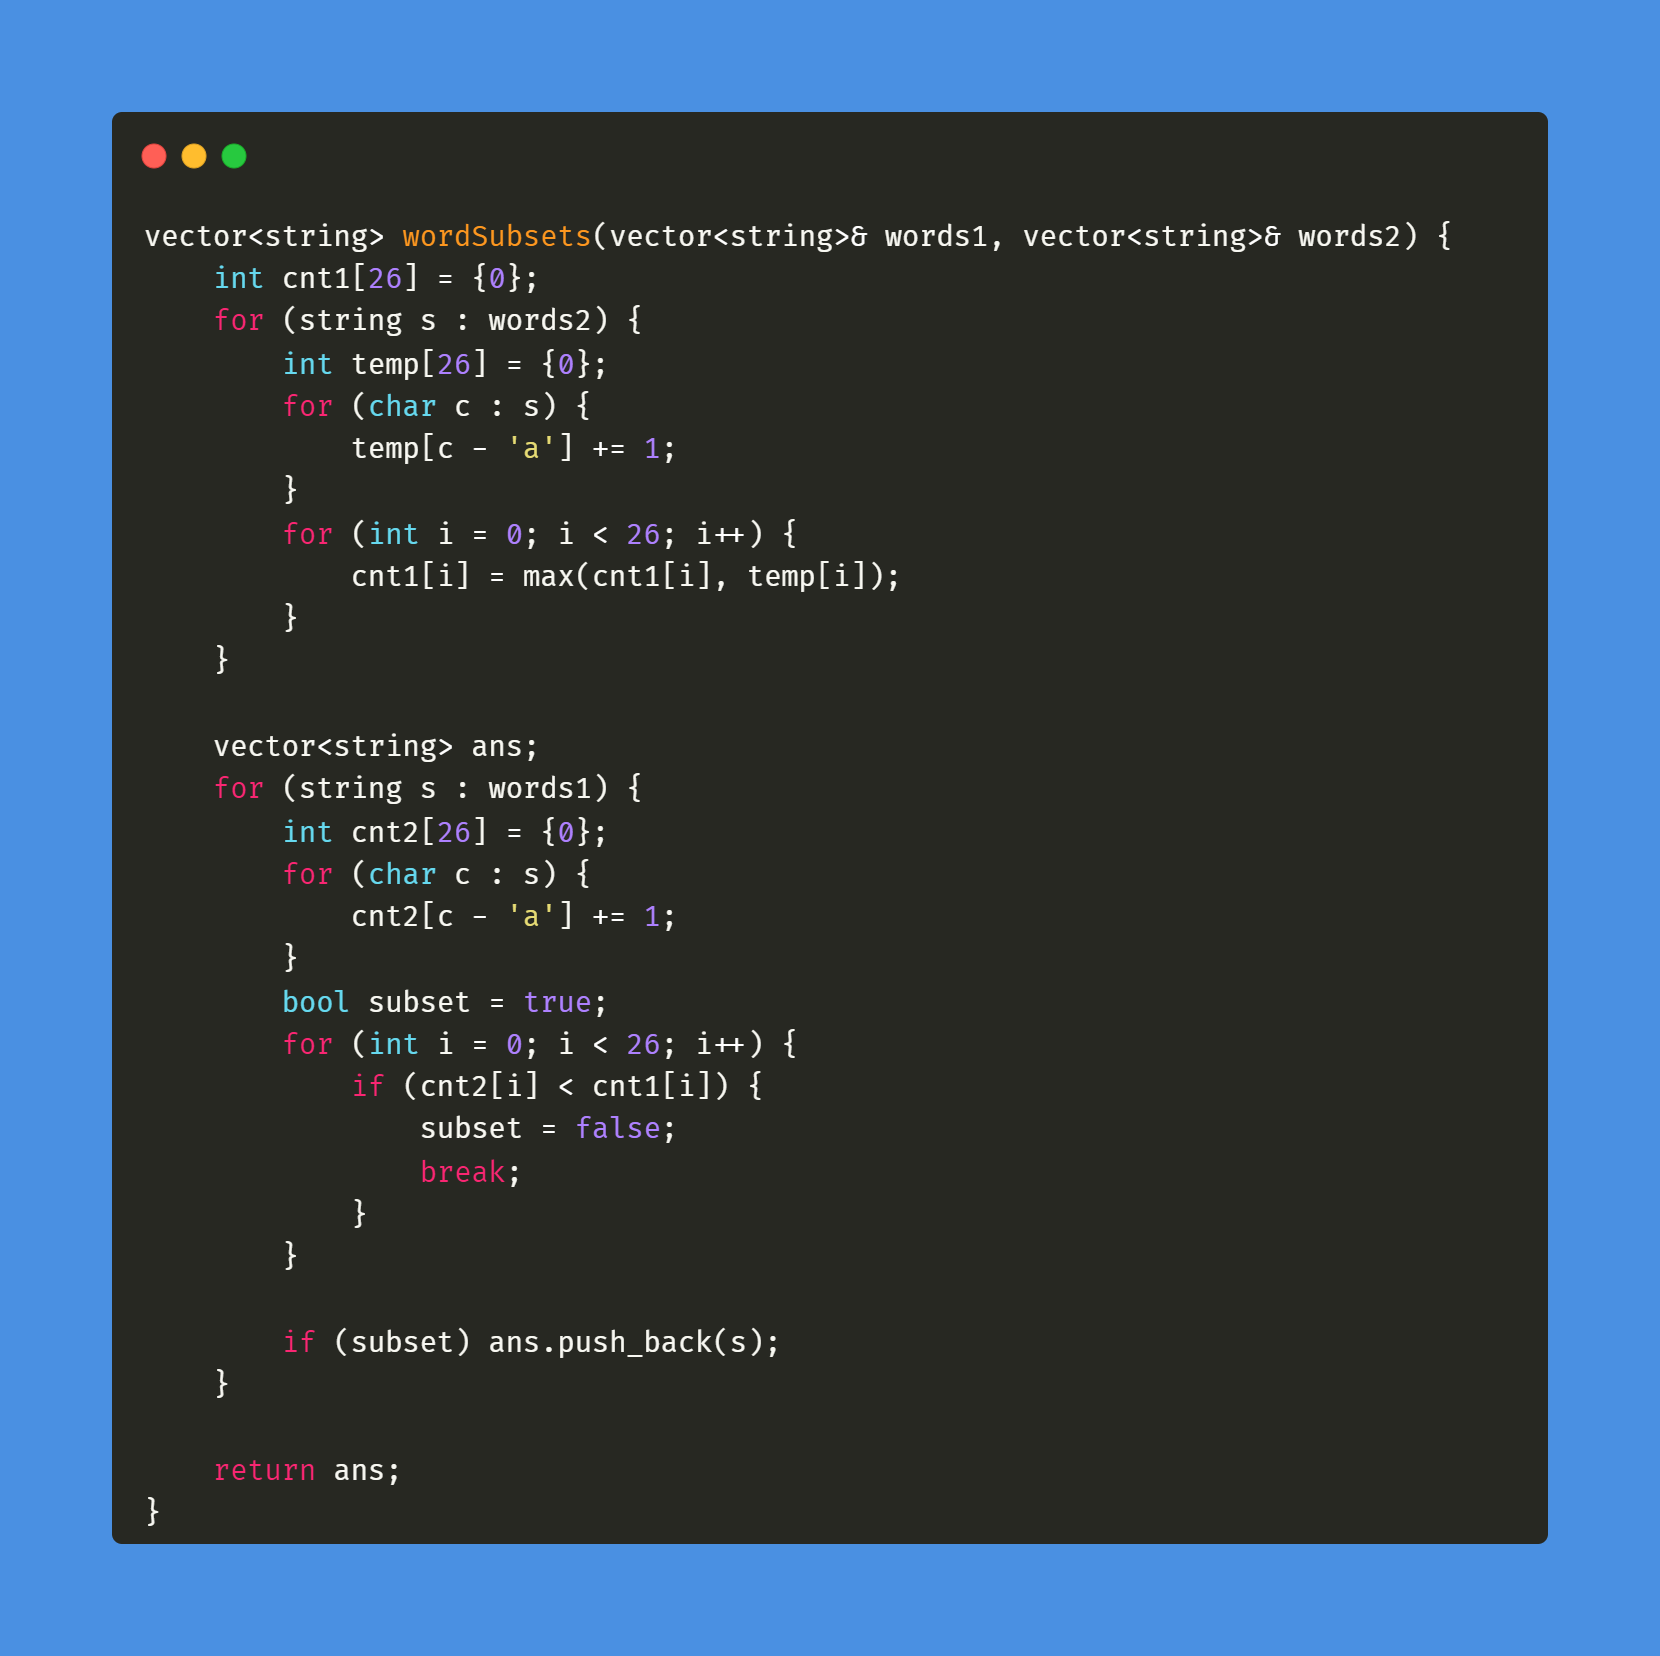 vector<string> wordSubsets(vector<string>& words1, vector<string>& words2) {
    int cnt1[26] = {0};
    for (string s : words2) {
        int temp[26] = {0};
        for (char c : s) {
            temp[c - 'a'] += 1;
        }
        for (int i = 0; i < 26; i++) {
            cnt1[i] = max(cnt1[i], temp[i]);
        }
    }

    vector<string> ans;
    for (string s : words1) {
        int cnt2[26] = {0};
        for (char c : s) {
            cnt2[c - 'a'] += 1;
        }
        bool subset = true;
        for (int i = 0; i < 26; i++) {
            if (cnt2[i] < cnt1[i]) {
                subset = false;
                break;
            }
        }

        if (subset) ans.push_back(s);
    }

    return ans;
}